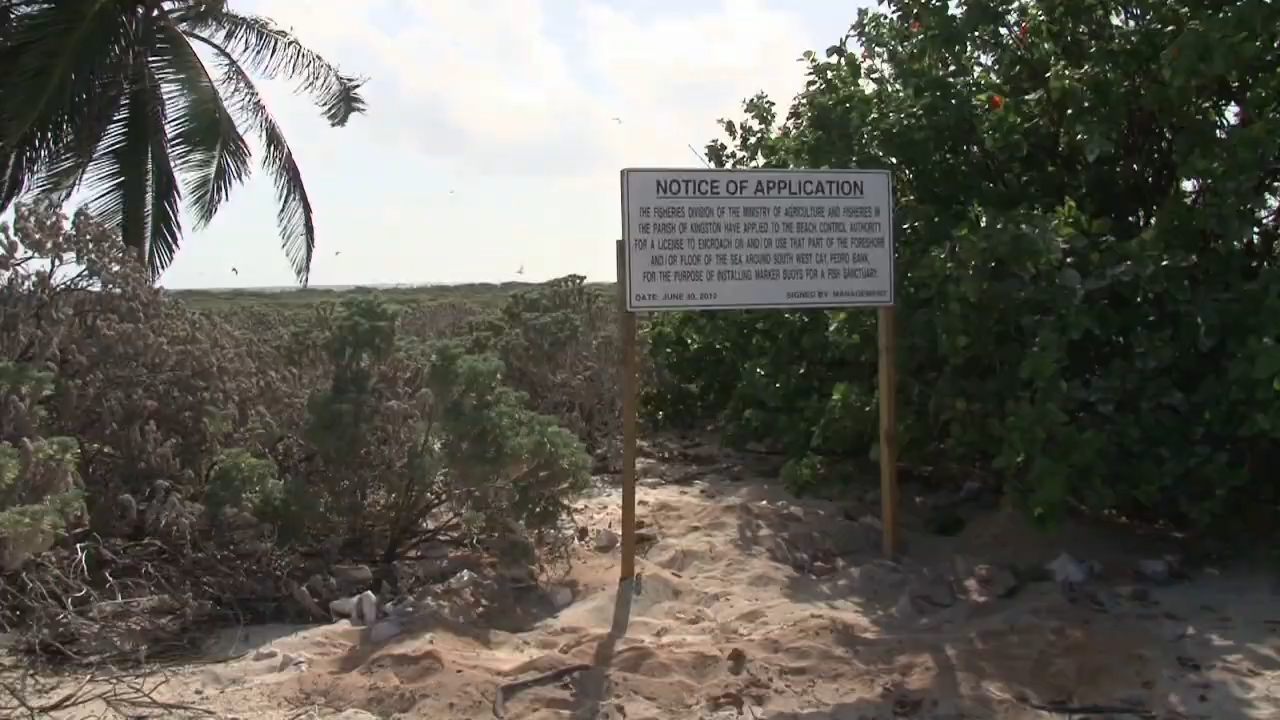 NOTICE OF APPLICATION
THE FISHERIES DIVISION OF THE MINISTRY OF AGRICULTURE AND FISHERIES IN
THE PARISH OF KINGSTON HAVE APPLIED TO THE BEACH CONTROL AUTHORITY
FOR A LICENSE TO ENCROACH ON AND/OR USE THAT PART OF THE FORESHORE
AND/OR FLOOR OF THE SEA AROUND SOUTH WEST CAY, PEDRO BANK,
FOR THE PURPOSE OF INSTALLING MARKER BUOYS FOR A FISH SANCTUARY.
DATE: JUNE 30, 2010 SIGNED BY: MANAGEMENT